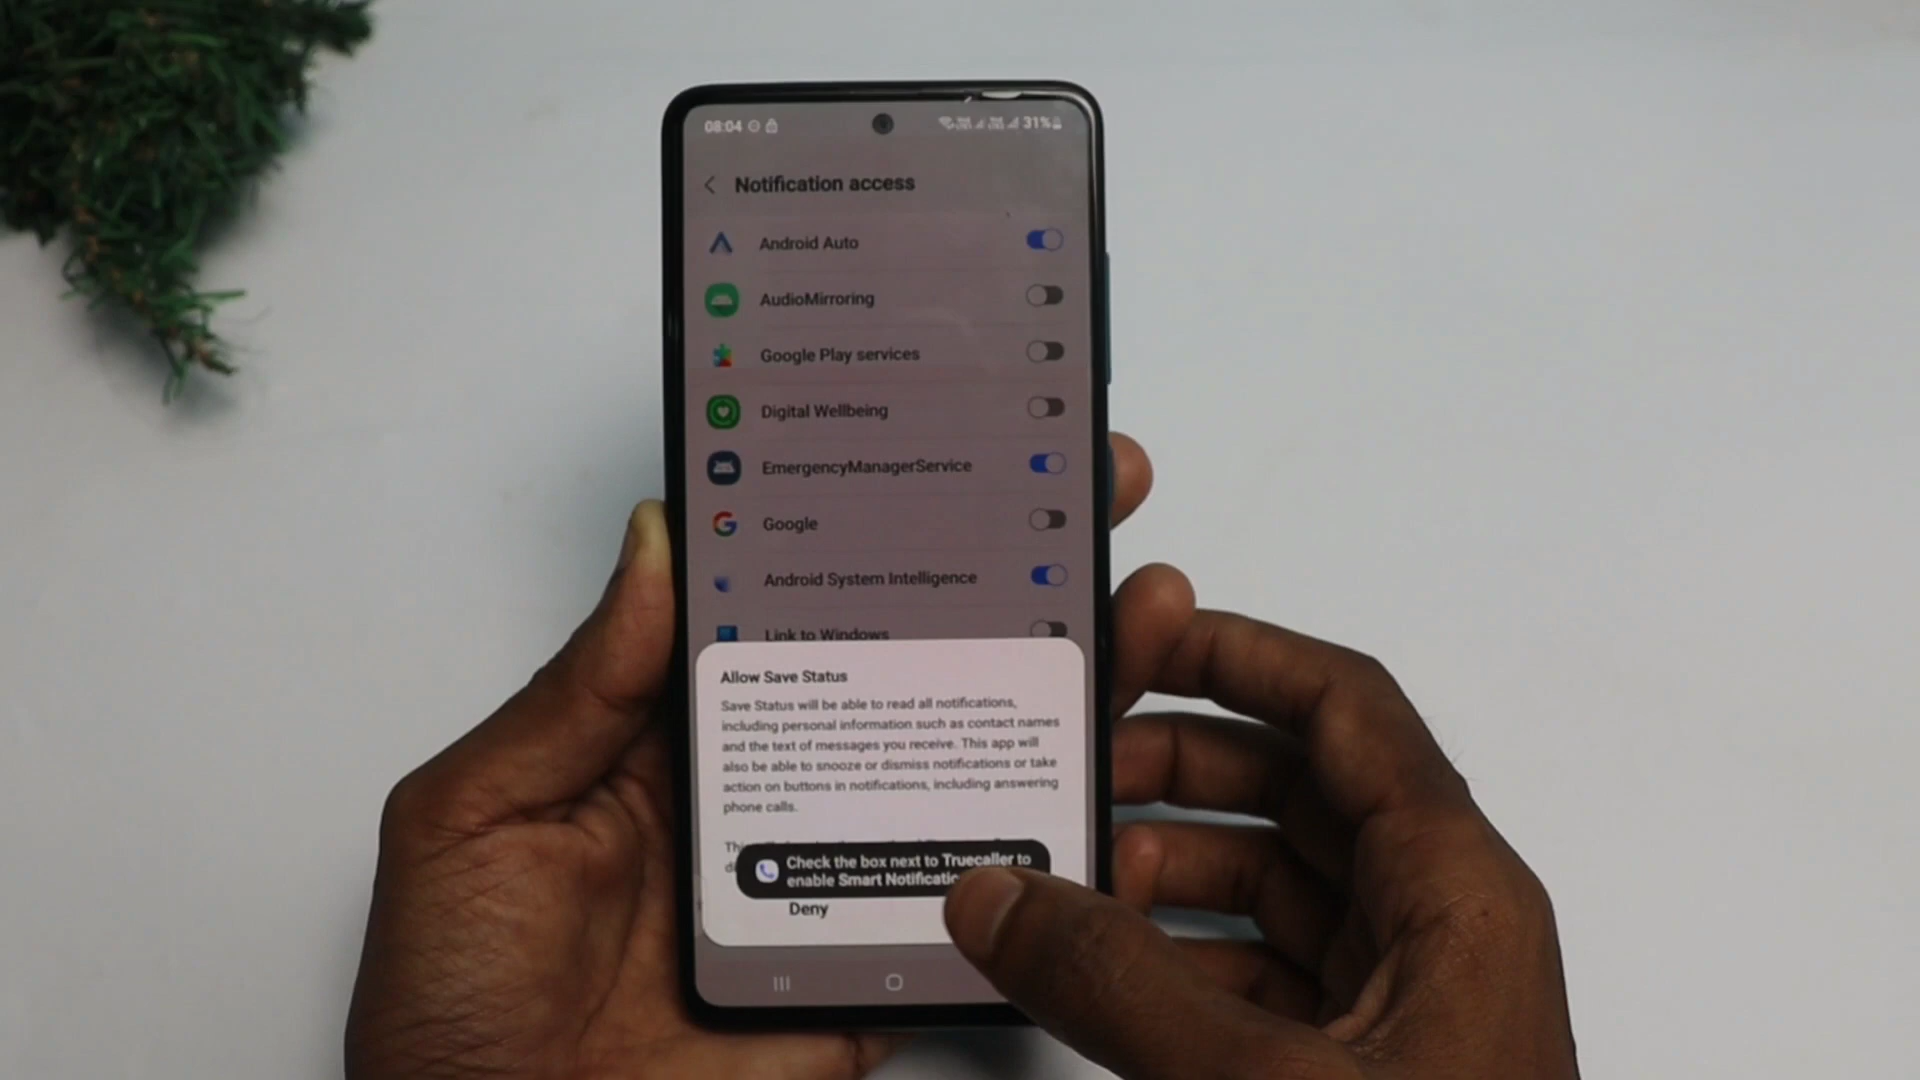 08:04
31%
Notification access
Android Auto
AudioMirroring
Google Play services
Digital Wellbeing
EmergencyManagerService
Google
Android System Intelligence
Link to Windows
Allow Save Status
Save Status will be able to read all notifications,
including personal information such as contact names
and the text of messages you receive. This app will
also be able to snooze or dismiss notifications or take
action on buttons in notifications, including answering
phone calls.
Check the box next to Truecaller to
enable Smart Notificatio
Deny